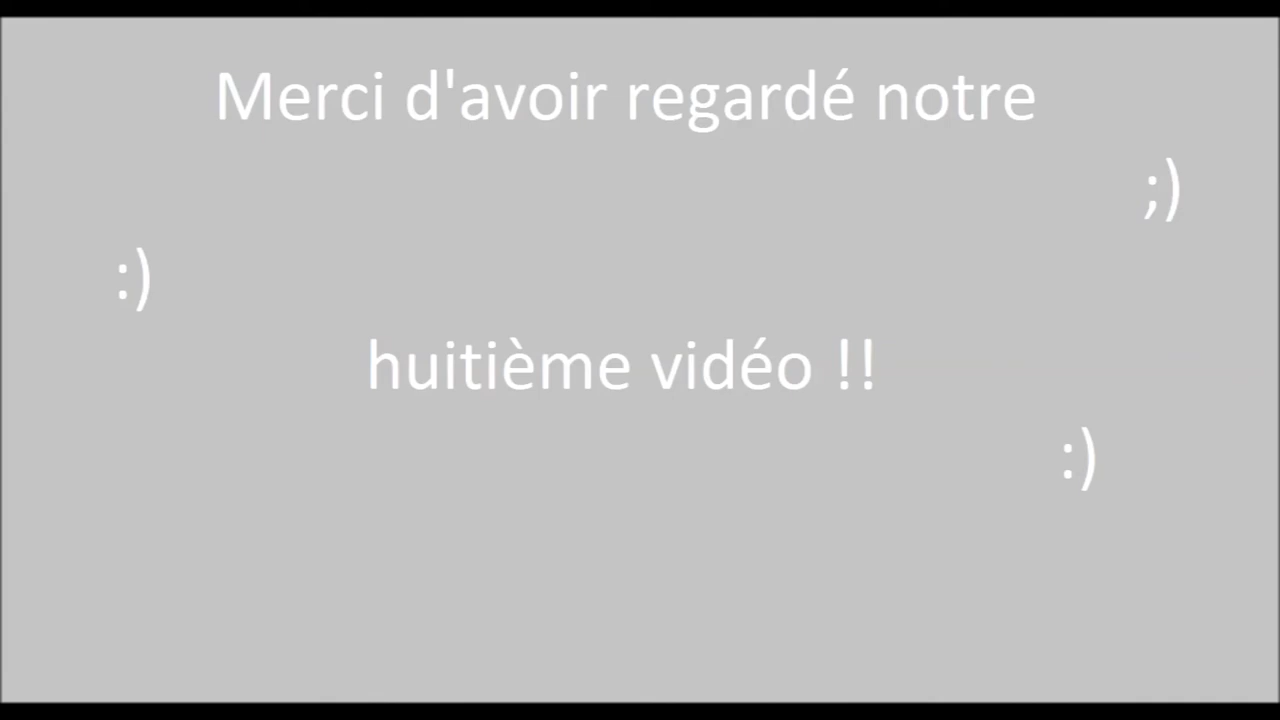 Merci d'avoir regardé notre
;)
:)
huitième vidéo !!
:)